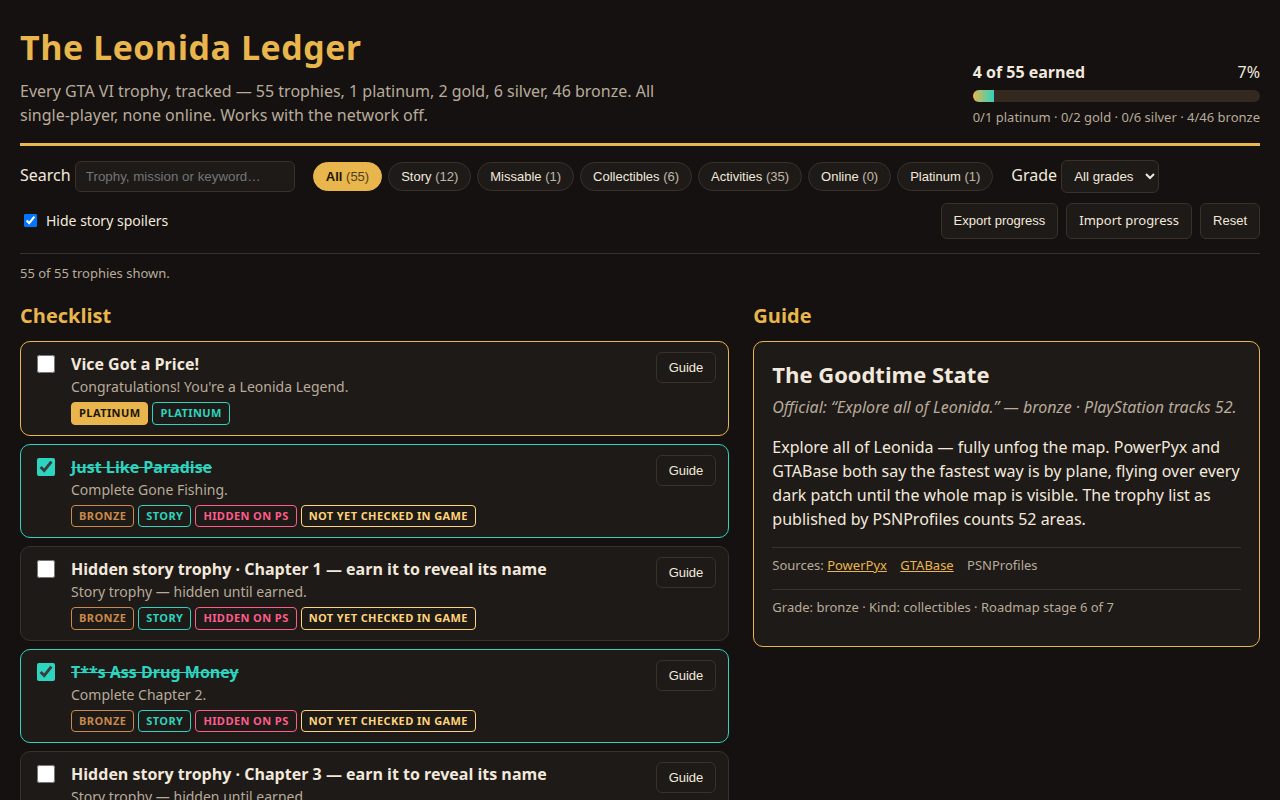 The Leonida Ledger
Every GTA VI trophy, tracked — 55 trophies, 1 platinum, 2 gold, 6 silver, 46 bronze. All
single-player, none online. Works with the network off.
4 of 55 earned 7%
0/1 platinum · 0/2 gold · 0/6 silver · 4/46 bronze
Search Trophy, mission or keyword… All (55) Story (12) Missable (1) Collectibles (6) Activities (35) Online (0) Platinum (1) Grade All grades
Hide story spoilers Export progress Import progress Reset
55 of 55 trophies shown.
Checklist
Vice Got a Price! Guide
Congratulations! You're a Leonida Legend.
PLATINUM PLATINUM
Just Like Paradise Guide
Complete Gone Fishing.
BRONZE STORY HIDDEN ON PS NOT YET CHECKED IN GAME
Hidden story trophy · Chapter 1 — earn it to reveal its name Guide
Story trophy — hidden until earned.
BRONZE STORY HIDDEN ON PS NOT YET CHECKED IN GAME
T**s Ass Drug Money Guide
Complete Chapter 2.
BRONZE STORY HIDDEN ON PS NOT YET CHECKED IN GAME
Hidden story trophy · Chapter 3 — earn it to reveal its name Guide
Story trophy — hidden until earned.
Guide
The Goodtime State
Official: “Explore all of Leonida.” — bronze · PlayStation tracks 52.
Explore all of Leonida — fully unfog the map. PowerPyx and
GTABase both say the fastest way is by plane, flying over every
dark patch until the whole map is visible. The trophy list as
published by PSNProfiles counts 52 areas.
Sources: PowerPyx GTABase PSNProfiles
Grade: bronze · Kind: collectibles · Roadmap stage 6 of 7